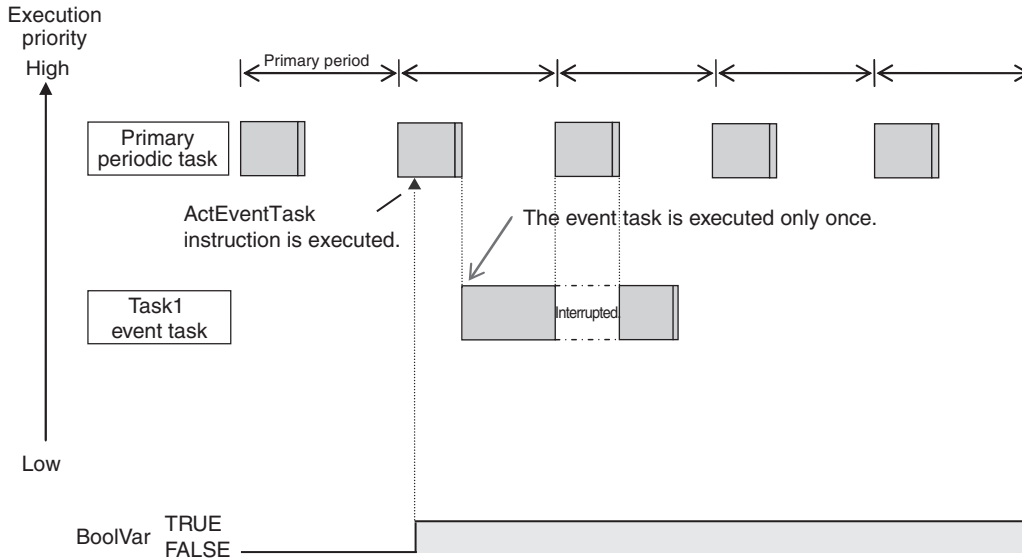 Execution
priority
High
Primary period
Primary
periodic task
ActEventTask
instruction is executed.
The event task is executed only once.
Task1
event task
Interrupted.
Low
BoolVar
TRUE
FALSE